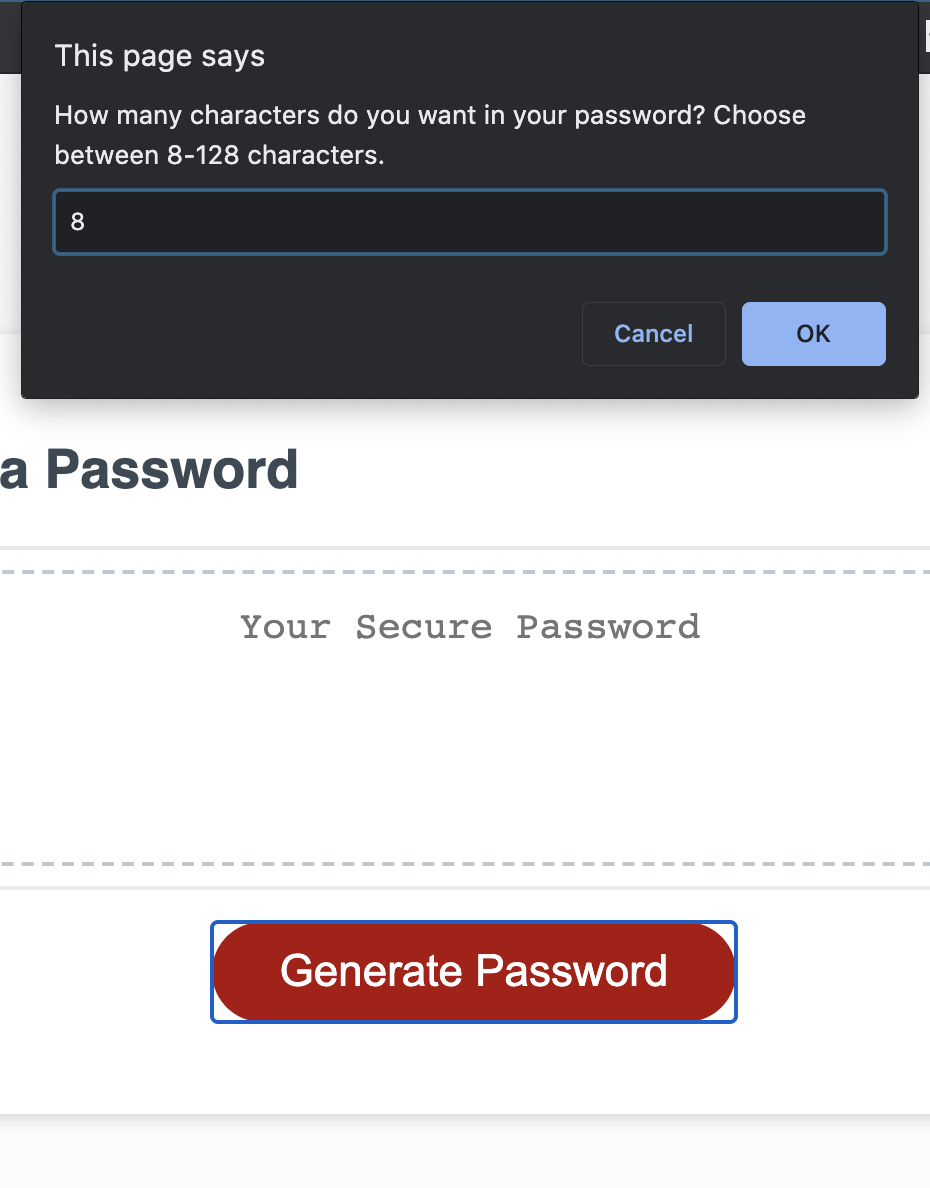 This page says
How many characters do you want in your password? Choose
between 8-128 characters.
8
Cancel
OK
a Password
Your Secure Password
Generate Password